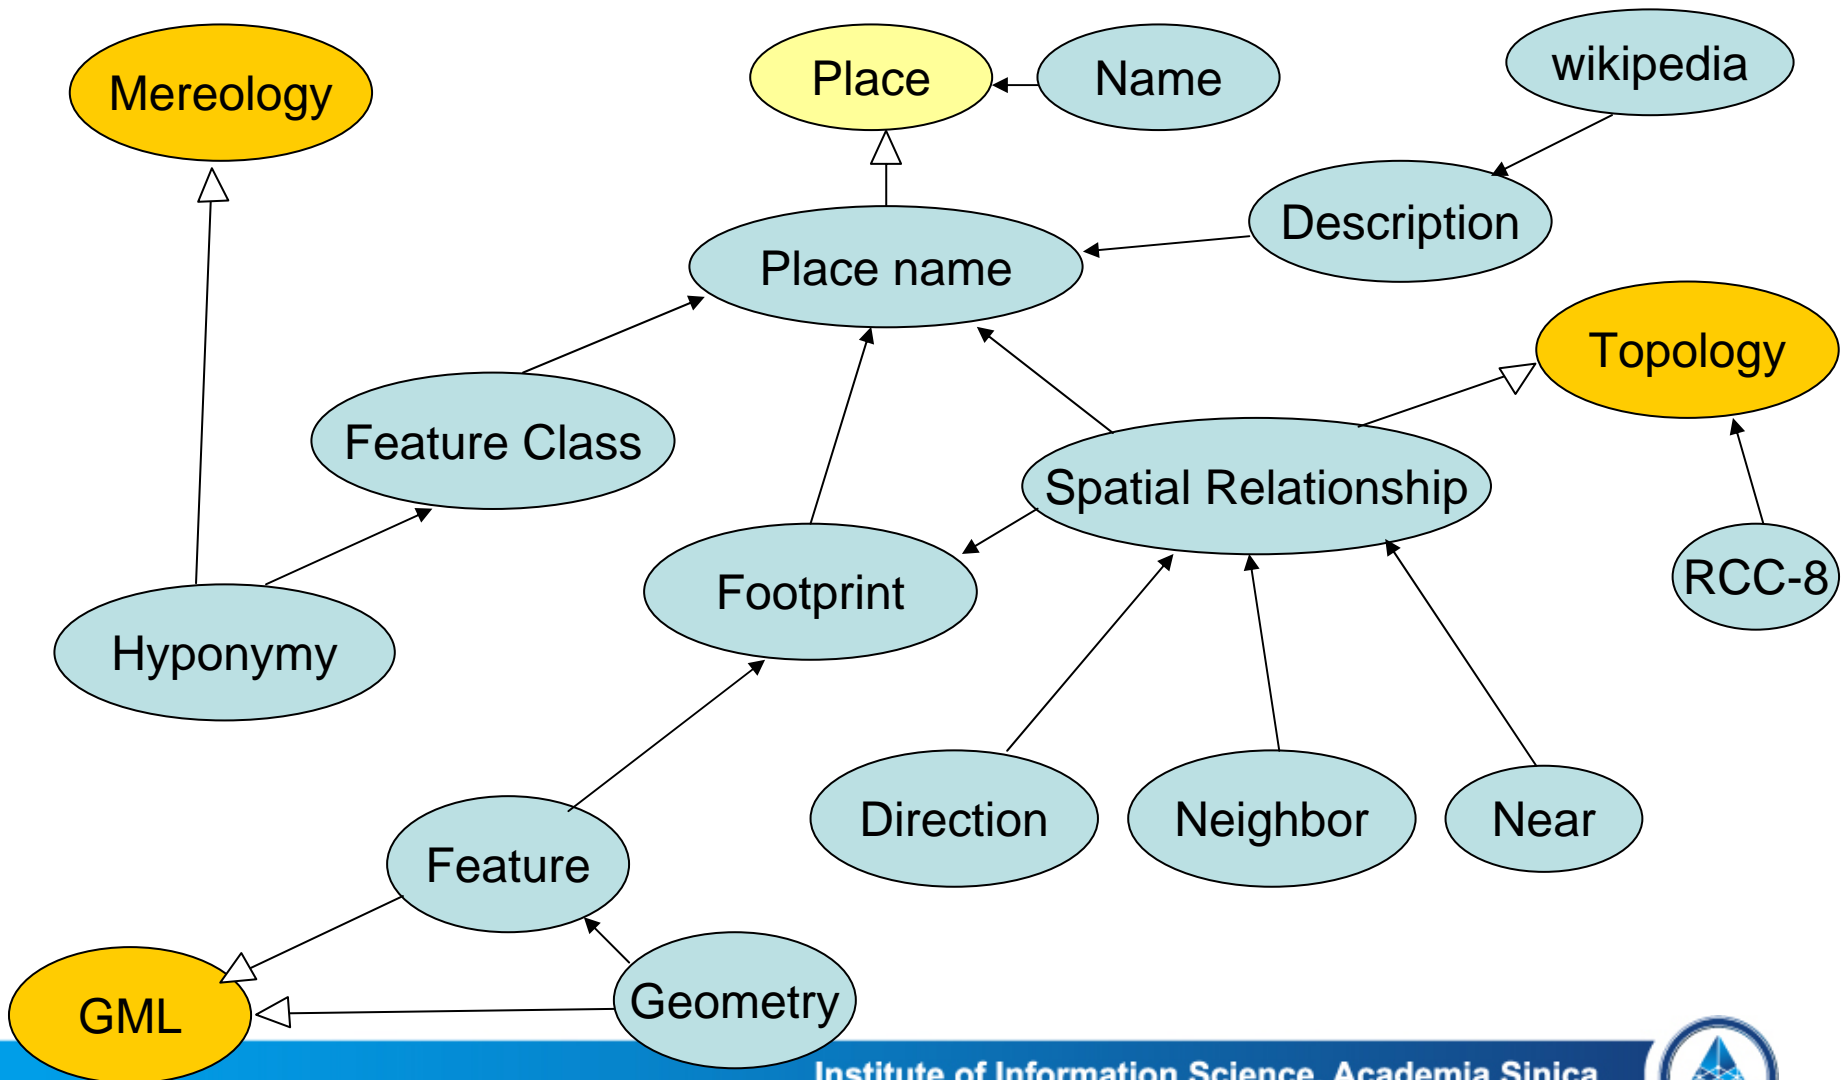 Mereology
Place
Name
wikipedia
Description
Place name
Topology
Feature Class
Spatial Relationship
RCC-8
Footprint
Hyponymy
Direction
Neighbor
Near
Feature
Geometry
GML
Institute of Information Science, Academia Sinica